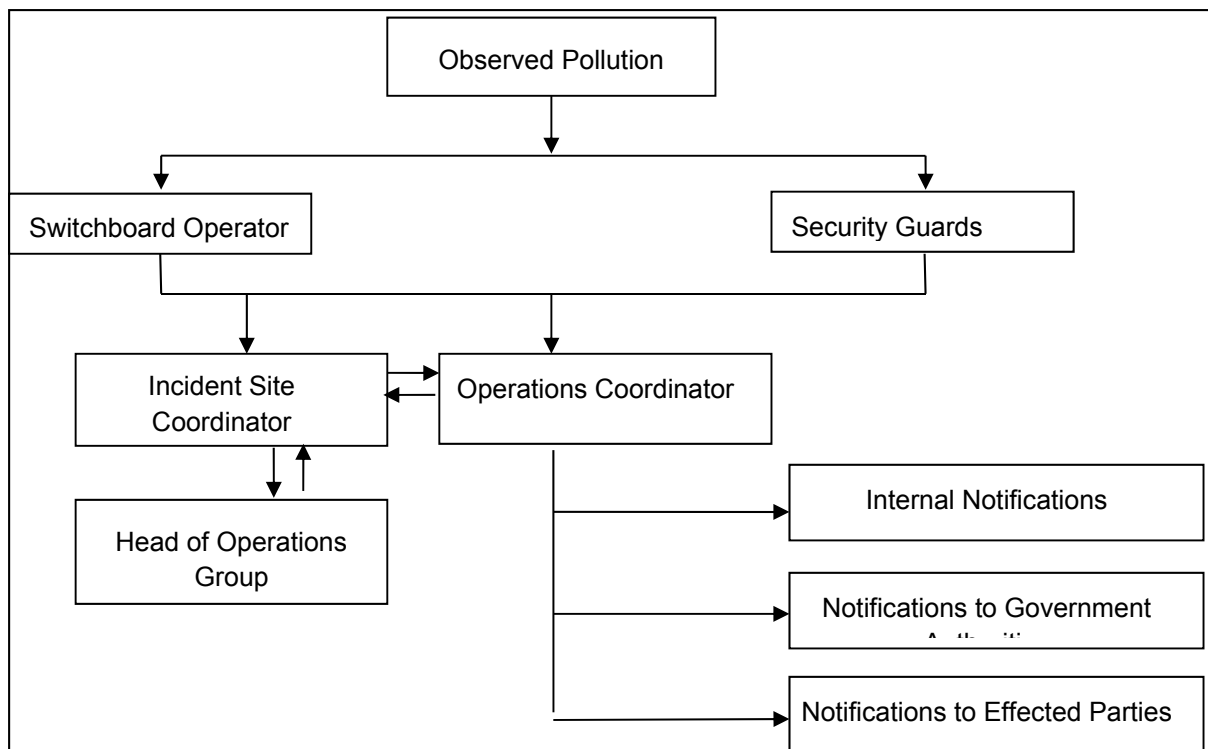 Observed Pollution
Switchboard Operator
Security Guards
Incident Site
Coordinator
Operations Coordinator
Internal Notifications
Head of Operations
Group
Notifications to Government
Notifications to Effected Parties